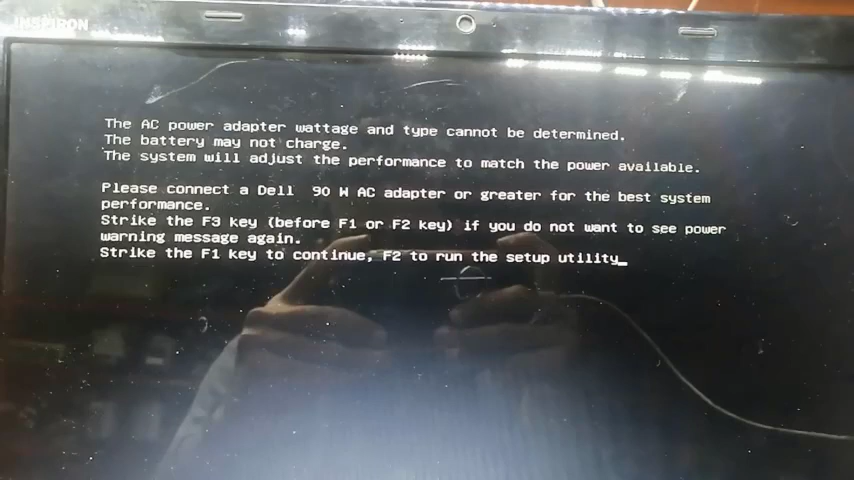 INSPIRON
The AC power adapter wattage and type cannot be determined.
The battery may not charge.
The system will adjust the performance to match the power available.
Please connect a Dell  90 W AC adapter or greater for the best system
performance.
Strike the F3 key (before F1 or F2 key) if you do not want to see power
warning message again.
Strike the F1 key to continue, F2 to run the setup utility_